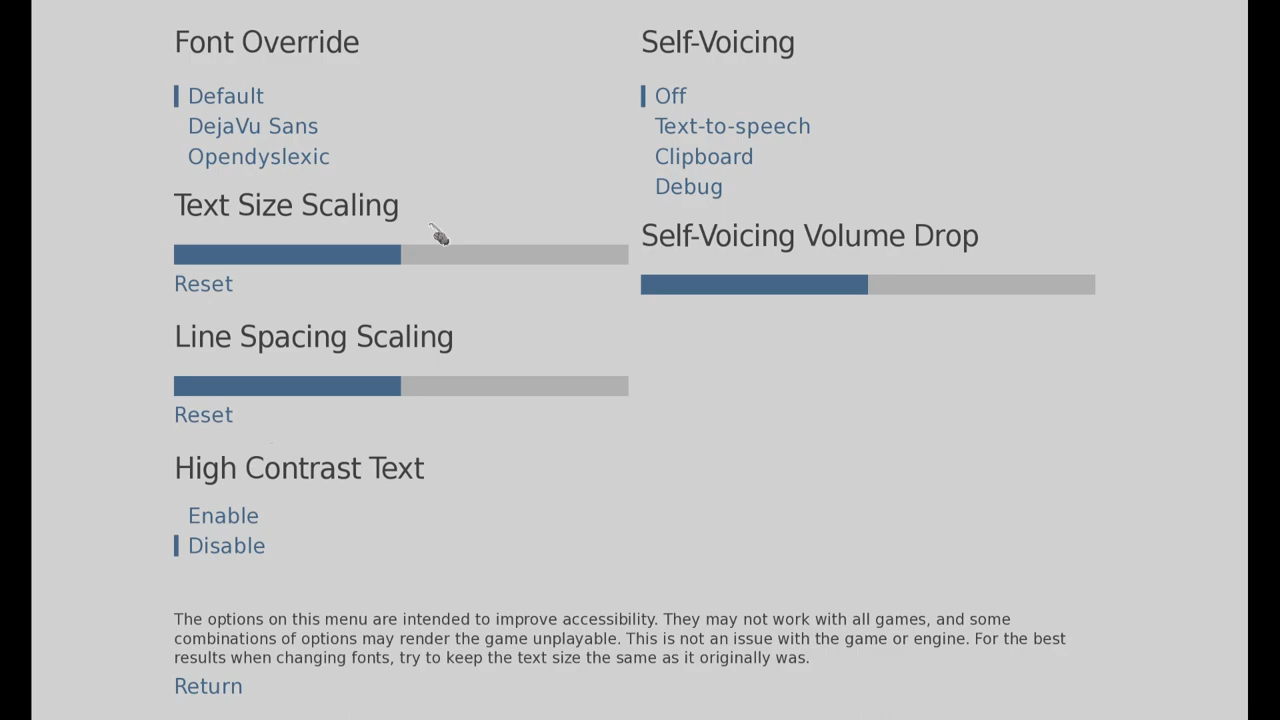 Font Override
Default
DejaVu Sans
Opendyslexic
Text Size Scaling
Reset
Line Spacing Scaling
Reset
High Contrast Text
Enable
Disable
Self-Voicing
Off
Text-to-speech
Clipboard
Debug
Self-Voicing Volume Drop
The options on this menu are intended to improve accessibility. They may not work with all games, and some
combinations of options may render the game unplayable. This is not an issue with the game or engine. For the best
results when changing fonts, try to keep the text size the same as it originally was.
Return